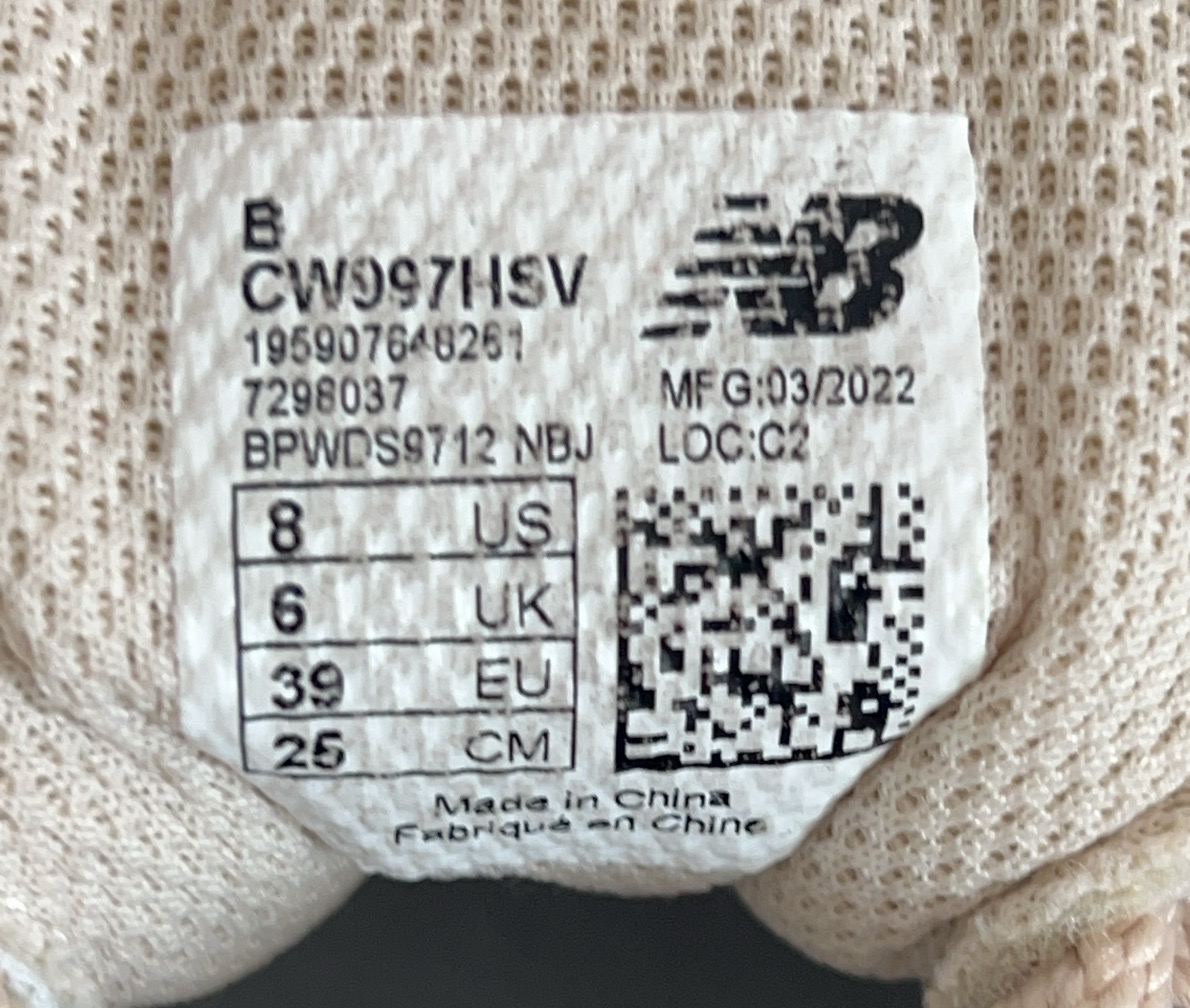 B
CW997HSV
195907648261
7298037
BPWDS9712 NBJ
NB
MFG:03/2022
LOC:C2
8 US
6 UK
39 EU
25 CM
Made in China
Fabriqué en Chine